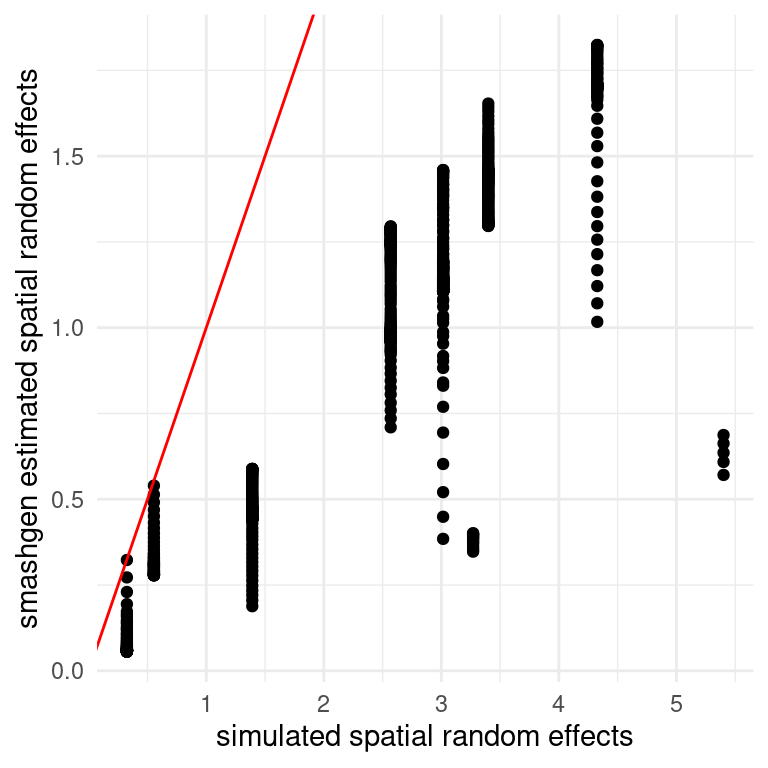 smashgen estimated spatial random effects
1.5
1.0
0.5
0.0
1 2 3 4 5
simulated spatial random effects